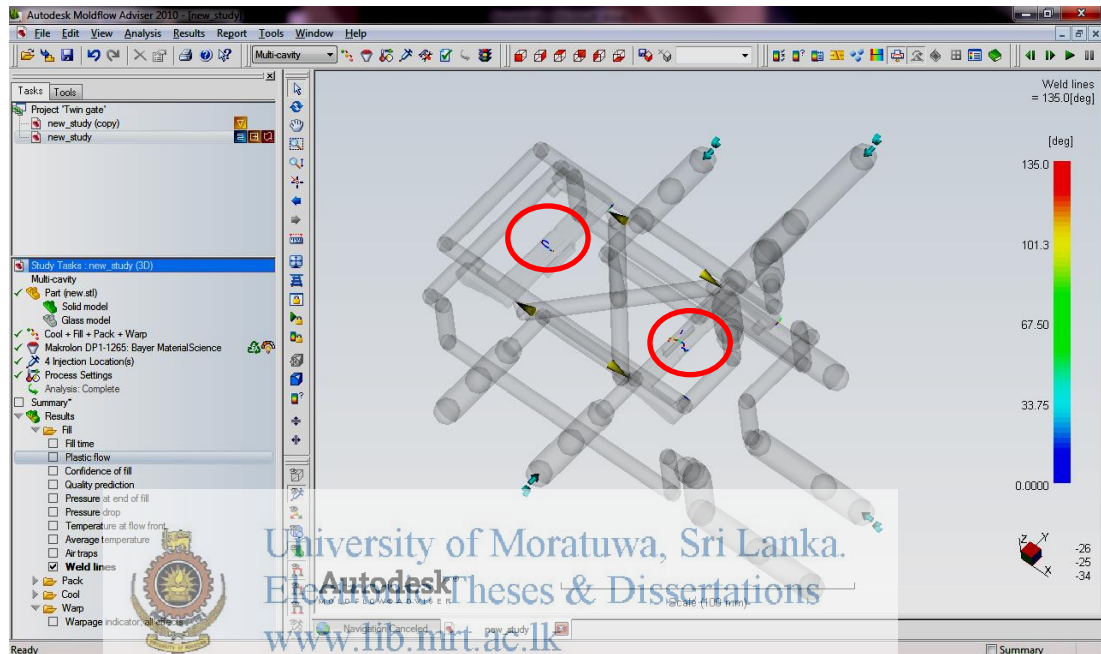 Autodesk Moldflow Adviser 2010 - [new_study]
File Edit View Analysis Results Report Tools Window Help
Multi-cavity
Tasks Tools
Project 'Twin gate'
new_study (copy)
new_study
Study Tasks : new_study (3D)
Multi-cavity
Part (new.stl)
Solid model
Glass model
Cool + Fill + Pack + Warp
Makrolon DP1-1265: Bayer MaterialScience
4 Injection Location(s)
Process Settings
Analysis: Complete
Summary*
Results
Fill
Fill time
Plastic flow
Confidence of fill
Quality prediction
Pressure at end of fill
Pressure drop
Temperature at flow front
Average temperature
Air traps
Weld lines
Pack
Cool
Warp
Warpage indicator, all effects
Ready
Weld lines
= 135.0[deg]
[deg]
135.0
101.3
67.50
33.75
0.0000
Z Y
X
-26
-25
-34
Autodesk
MOLDFLOW ADVISER
Scale (100 mm)
Navigation Canceled
new_study
Summary
University of Moratuwa, Sri Lanka.
Electronic Theses & Dissertations
www.lib.mrt.ac.lk